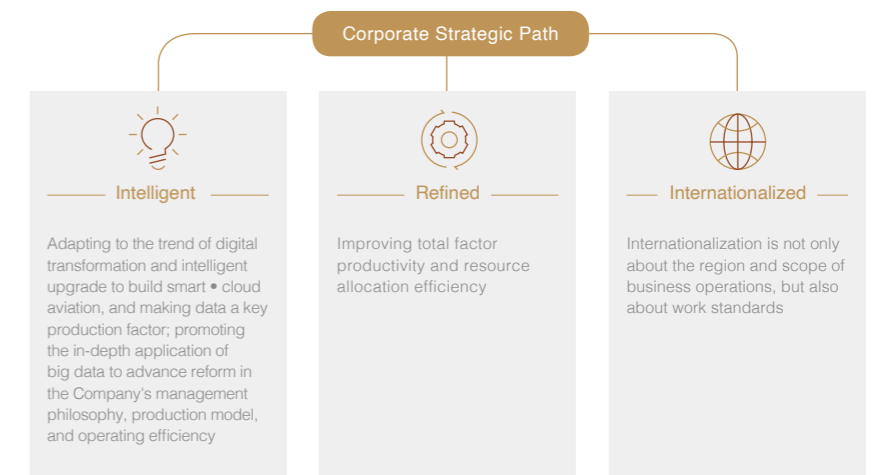 Corporate Strategic Path
Intelligent
Adapting to the trend of digital
transformation and intelligent
upgrade to build smart • cloud
aviation, and making data a key
production factor; promoting
the in-depth application of
big data to advance reform in
the Company's management
philosophy, production model,
and operating efficiency
Refined
Improving total factor
productivity and resource
allocation efficiency
Internationalized
Internationalization is not only
about the region and scope of
business operations, but also
about work standards